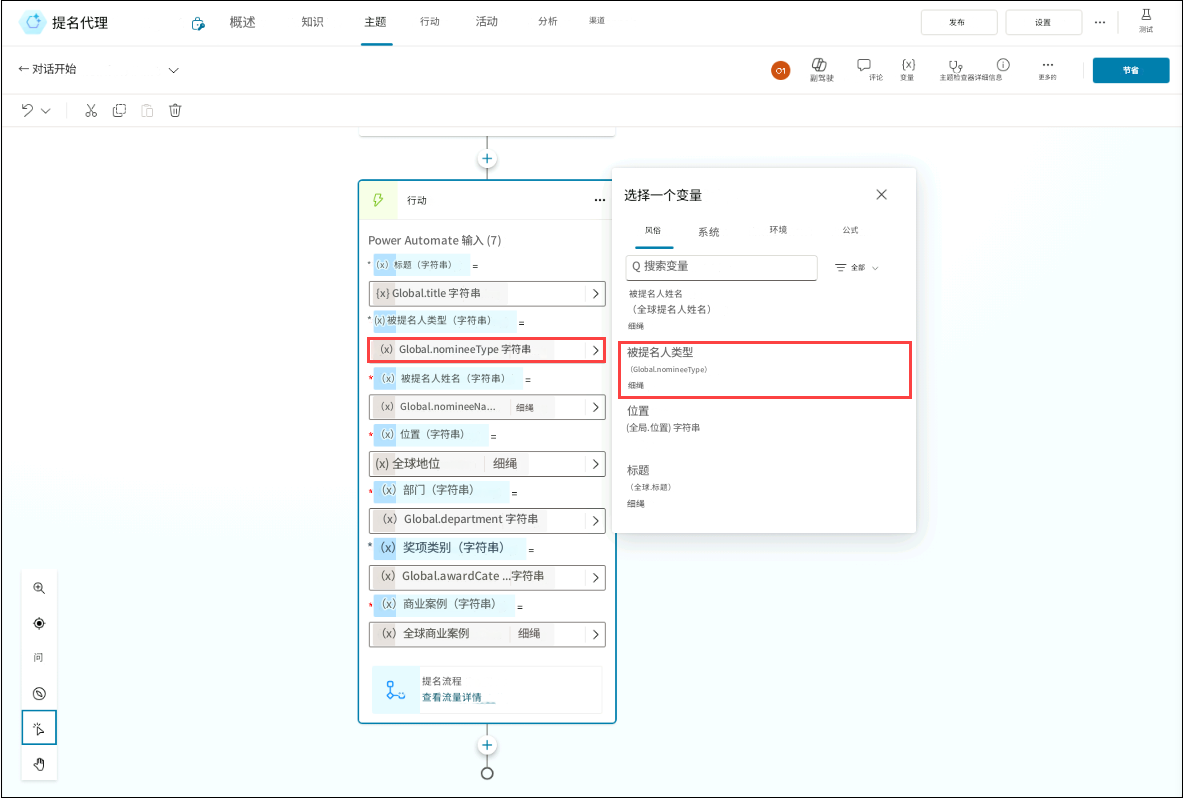 提名代理
概述
知识
主题
行动
活动
分析
渠道
发布
设置
测试
←对话开始
副驾驶
评论
{x}
变量
主题检查器详细信息
更多的
节省
行动
Power Automate 输入 (7)
* (x) 标题（字符串） =
{x} Global.title 字符串
* (x) 被提名人类型（字符串） =
(x) Global.nomineeType 字符串
* (x) 被提名人姓名（字符串） =
(x) Global.nomineeNa... 细绳
* (x) 位置（字符串） =
(x) 全球地位 细绳
* (x) 部门（字符串） =
(x) Global.department 字符串
* (x) 奖项类别（字符串） =
(x) Global.awardCate ...字符串
* (x) 商业案例（字符串） =
(x) 全球商业案例 细绳
提名流程
查看流量详情
选择一个变量
风俗
系统
环境
公式
Q 搜索变量
全部
被提名人姓名
（全球提名人姓名）
细绳
被提名人类型
(Global.nomineeType)
细绳
位置
(全局.位置) 字符串
标题
（全球.标题）
细绳
问